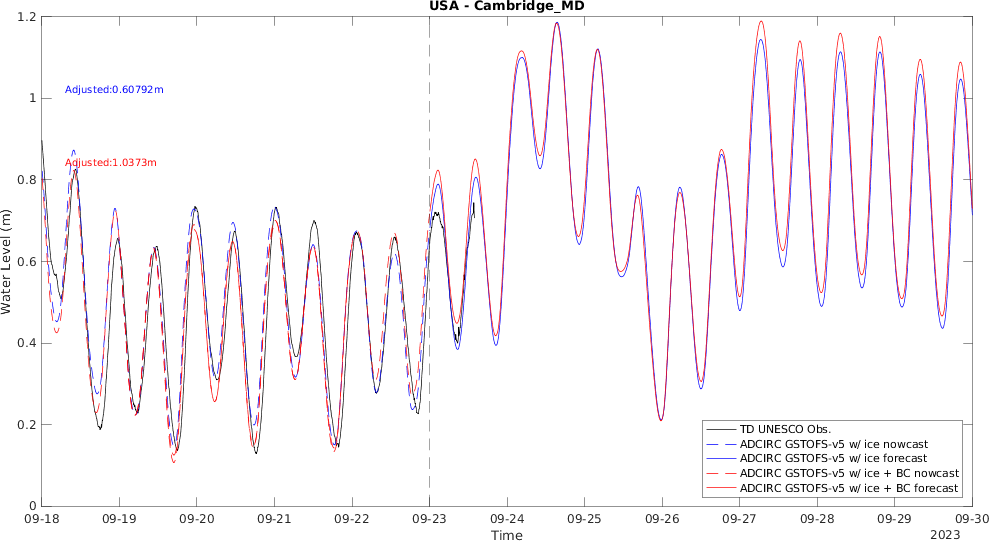 USA - Cambridge_MD
1.2
1
0.8
0.6
0.4
0.2
0
Water Level (m)
Adjusted:0.60792m
Adjusted:1.0373m
TD UNESCO Obs.
ADCIRC GSTOFS-v5 w/ ice nowcast
ADCIRC GSTOFS-v5 w/ ice forecast
ADCIRC GSTOFS-v5 w/ ice + BC nowcast
ADCIRC GSTOFS-v5 w/ ice + BC forecast
09-18 09-19 09-20 09-21 09-22 09-23 09-24 09-25 09-26 09-27 09-28 09-29 09-30
Time
2023